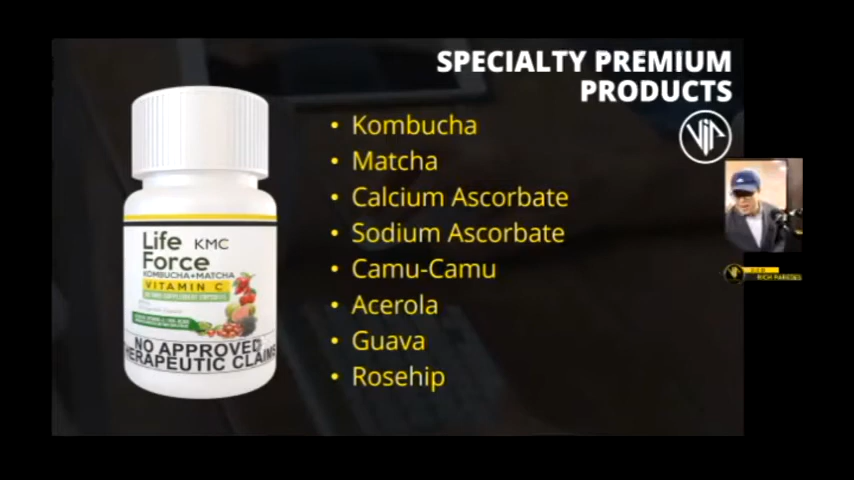 SPECIALTY PREMIUM
PRODUCTS
• Kombucha
• Matcha
• Calcium Ascorbate
• Sodium Ascorbate
• Camu-Camu
• Acerola
• Guava
• Rosehip
Life KMC
Force
KOMBUCHA+MATCHA
VITAMIN C
NO APPROVED
THERAPEUTIC CLAIMS